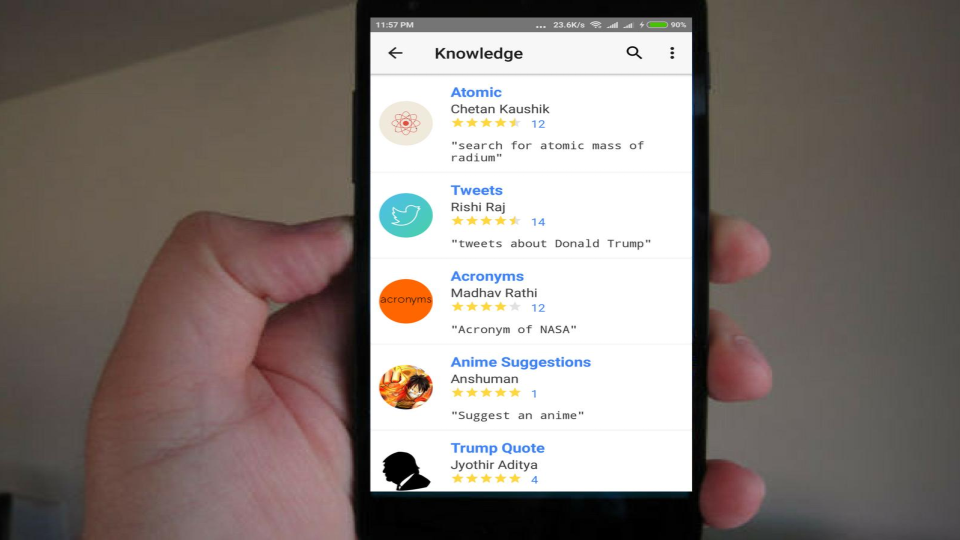 11:57 PM ... 23.6K/s 90%
Knowledge
Atomic
Chetan Kaushik
12
"search for atomic mass of
radium"
Tweets
Rishi Raj
14
"tweets about Donald Trump"
acronyms
Acronyms
Madhav Rathi
12
"Acronym of NASA"
Anime Suggestions
Anshuman
1
"Suggest an anime"
Trump Quote
Jyothir Aditya
4